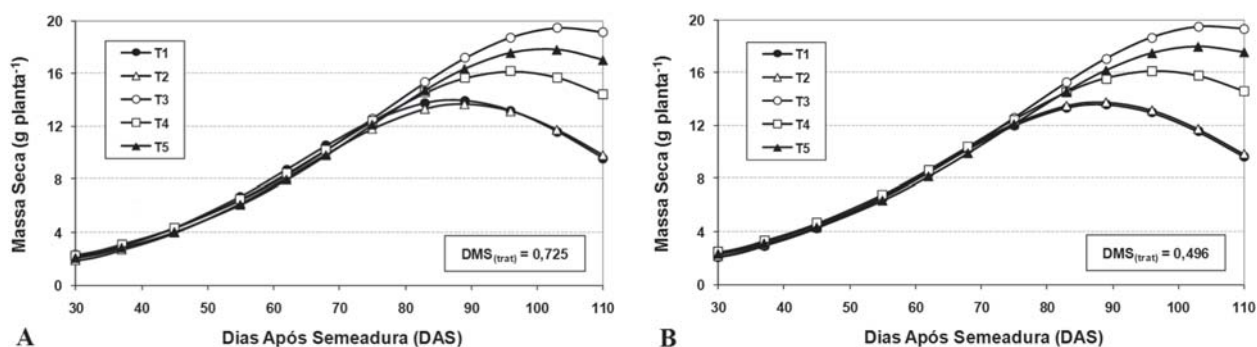 20
16
12
8
4
0
Massa Seca (g planta⁻¹)
T1
T2
T3
T4
T5
DMS(trat) = 0,725
30 40 50 60 70 80 90 100 110
Dias Após Semeadura (DAS)
A
20
16
12
8
4
0
Massa Seca (g planta⁻¹)
T1
T2
T3
T4
T5
DMS(trat) = 0,496
30 40 50 60 70 80 90 100 110
Dias Após Semeadura (DAS)
B